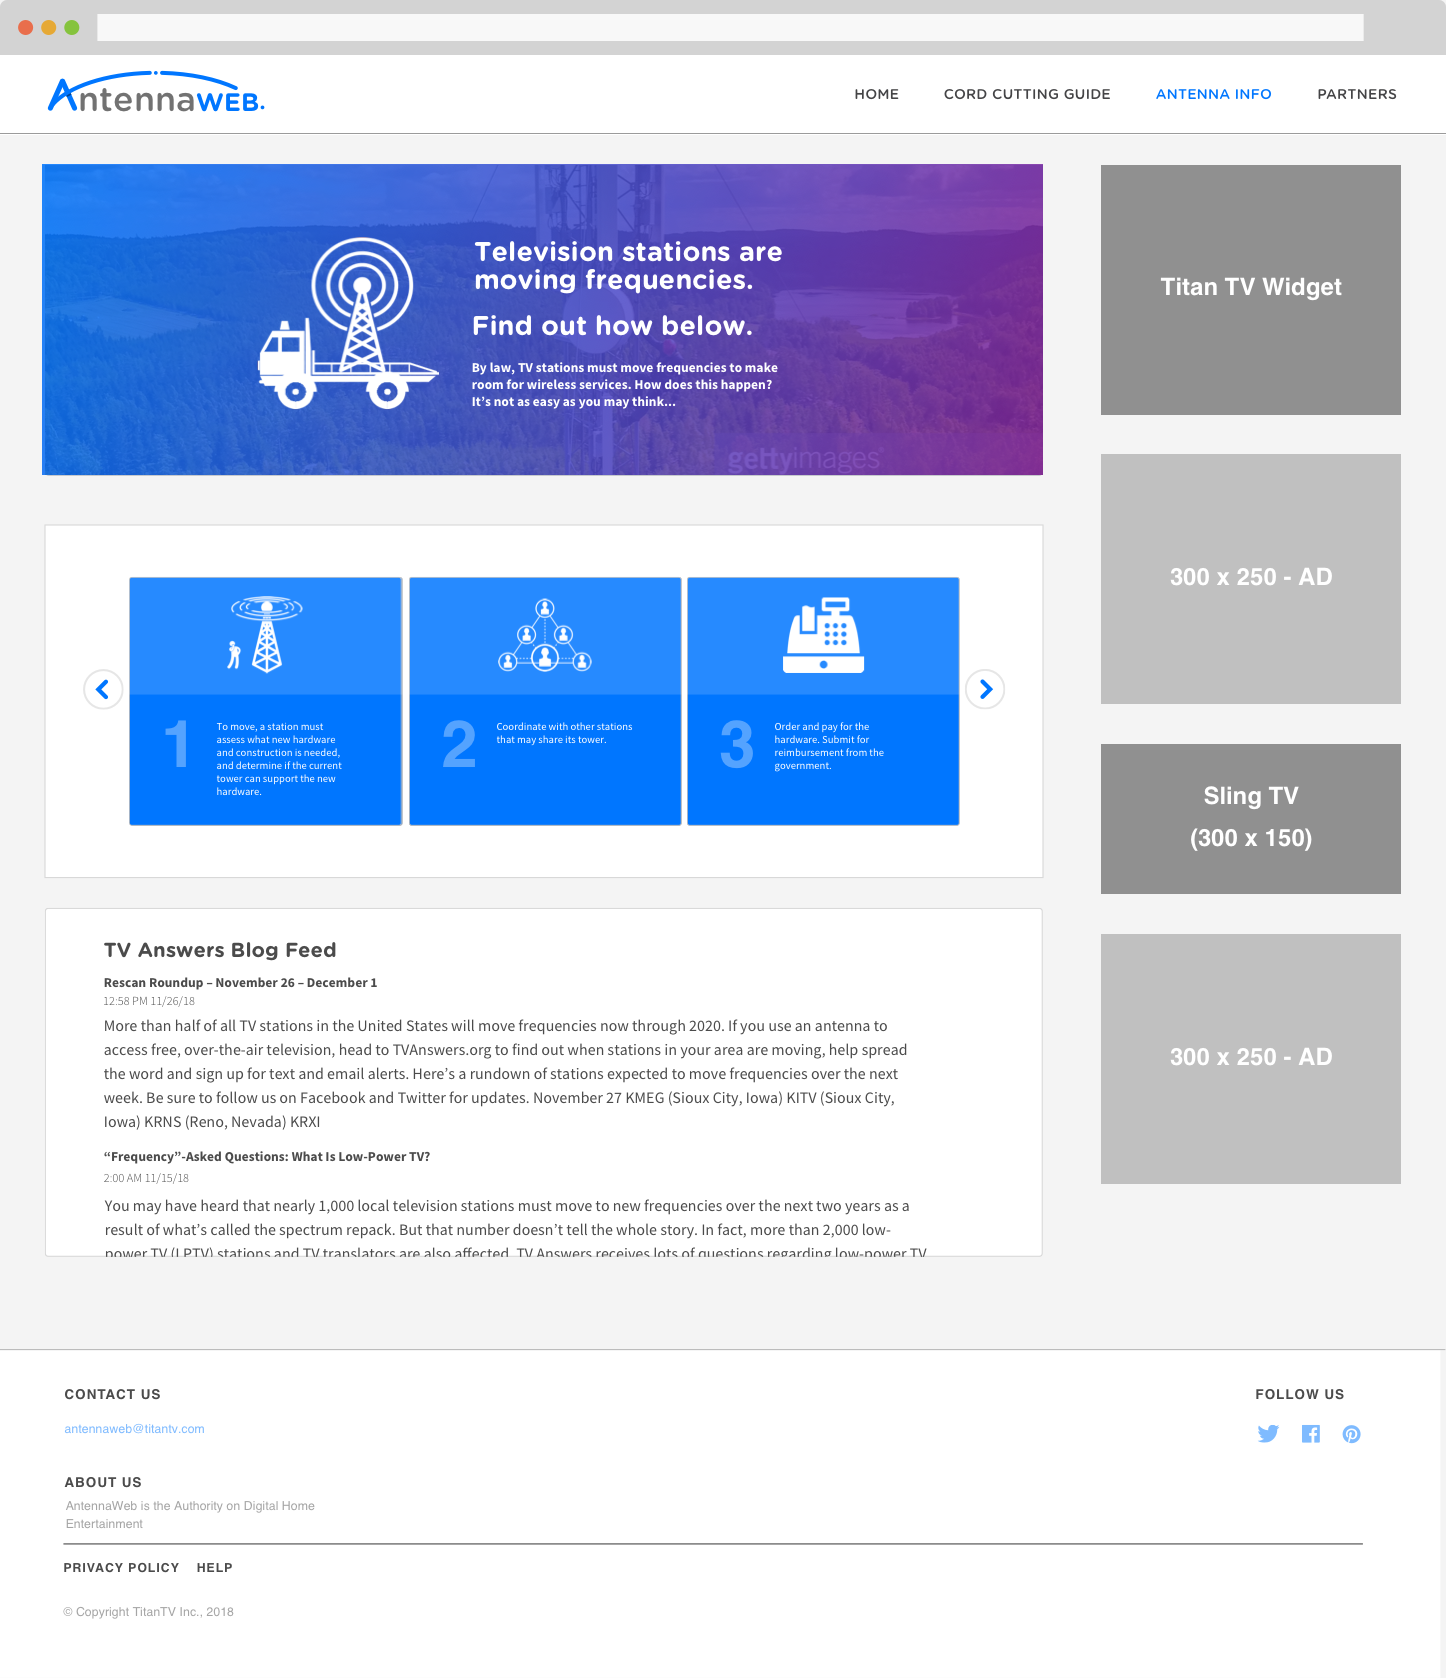 AntennaWEB.
HOME CORD CUTTING GUIDE ANTENNA INFO PARTNERS
Television stations are
moving frequencies.
Find out how below.
By law, TV stations must move frequencies to make
room for wireless services. How does this happen?
It's not as easy as you may think...
gettyimages
1
To move, a station must
assess what new hardware
and construction is needed,
and determine if the current
tower can support the new
hardware.
2
Coordinate with other stations
that may share its tower.
3
Order and pay for the
hardware. Submit for
reimbursement from the
government.
TV Answers Blog Feed
Rescan Roundup – November 26 – December 1
12:58 PM 11/26/18
More than half of all TV stations in the United States will move frequencies now through 2020. If you use an antenna to
access free, over-the-air television, head to TVAnswers.org to find out when stations in your area are moving, help spread
the word and sign up for text and email alerts. Here's a rundown of stations expected to move frequencies over the next
week. Be sure to follow us on Facebook and Twitter for updates. November 27 KMEG (Sioux City, Iowa) KITV (Sioux City,
Iowa) KRNS (Reno, Nevada) KRXI
“Frequency”-Asked Questions: What Is Low-Power TV?
2:00 AM 11/15/18
You may have heard that nearly 1,000 local television stations must move to new frequencies over the next two years as a
result of what's called the spectrum repack. But that number doesn't tell the whole story. In fact, more than 2,000 low-
power TV (LPTV) stations and TV translators are also affected. TV Answers receives lots of questions regarding low-power TV
Titan TV Widget
300 x 250 - AD
Sling TV
(300 x 150)
300 x 250 - AD
CONTACT US
antennaweb@titantv.com
FOLLOW US
ABOUT US
AntennaWeb is the Authority on Digital Home
Entertainment
PRIVACY POLICY HELP
© Copyright TitanTV Inc., 2018